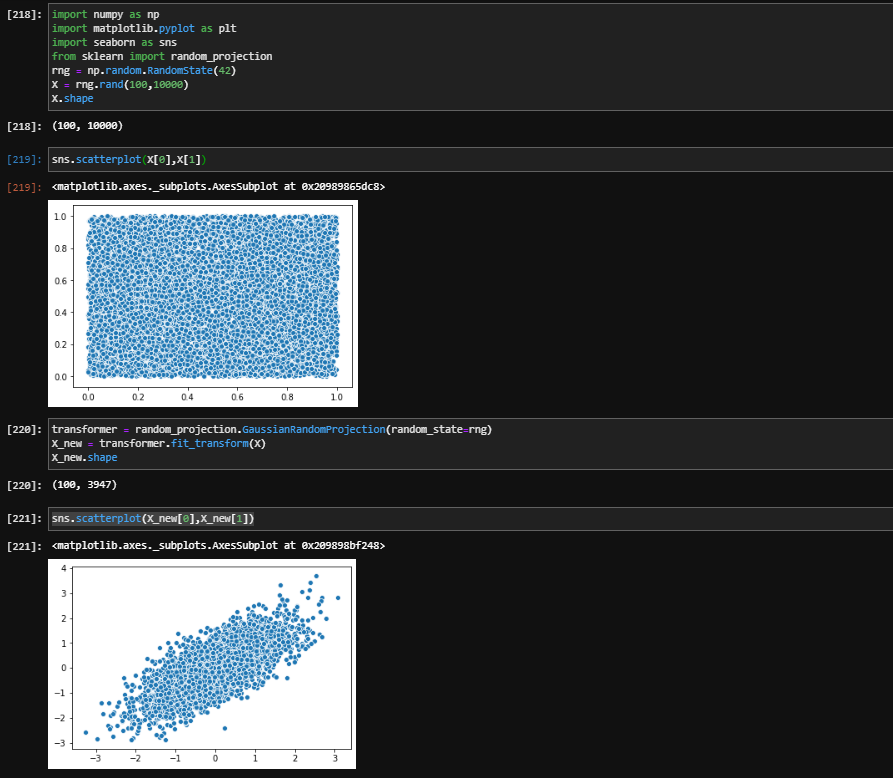 [218]: import numpy as np
import matplotlib.pyplot as plt
import seaborn as sns
from sklearn import random_projection
rng = np.random.RandomState(42)
X = rng.rand(100,10000)
X.shape
[218]: (100, 10000)
[219]: sns.scatterplot(X[0],X[1])
[219]: <matplotlib.axes._subplots.AxesSubplot at 0x20989865dc8>
1.0
0.8
0.6
0.4
0.2
0.0
0.0 0.2 0.4 0.6 0.8 1.0
[220]: transformer = random_projection.GaussianRandomProjection(random_state=rng)
X_new = transformer.fit_transform(X)
X_new.shape
[220]: (100, 3947)
[221]: sns.scatterplot(X_new[0],X_new[1])
[221]: <matplotlib.axes._subplots.AxesSubplot at 0x209898bf248>
4
3
2
1
0
−1
−2
−3
−3 −2 −1 0 1 2 3